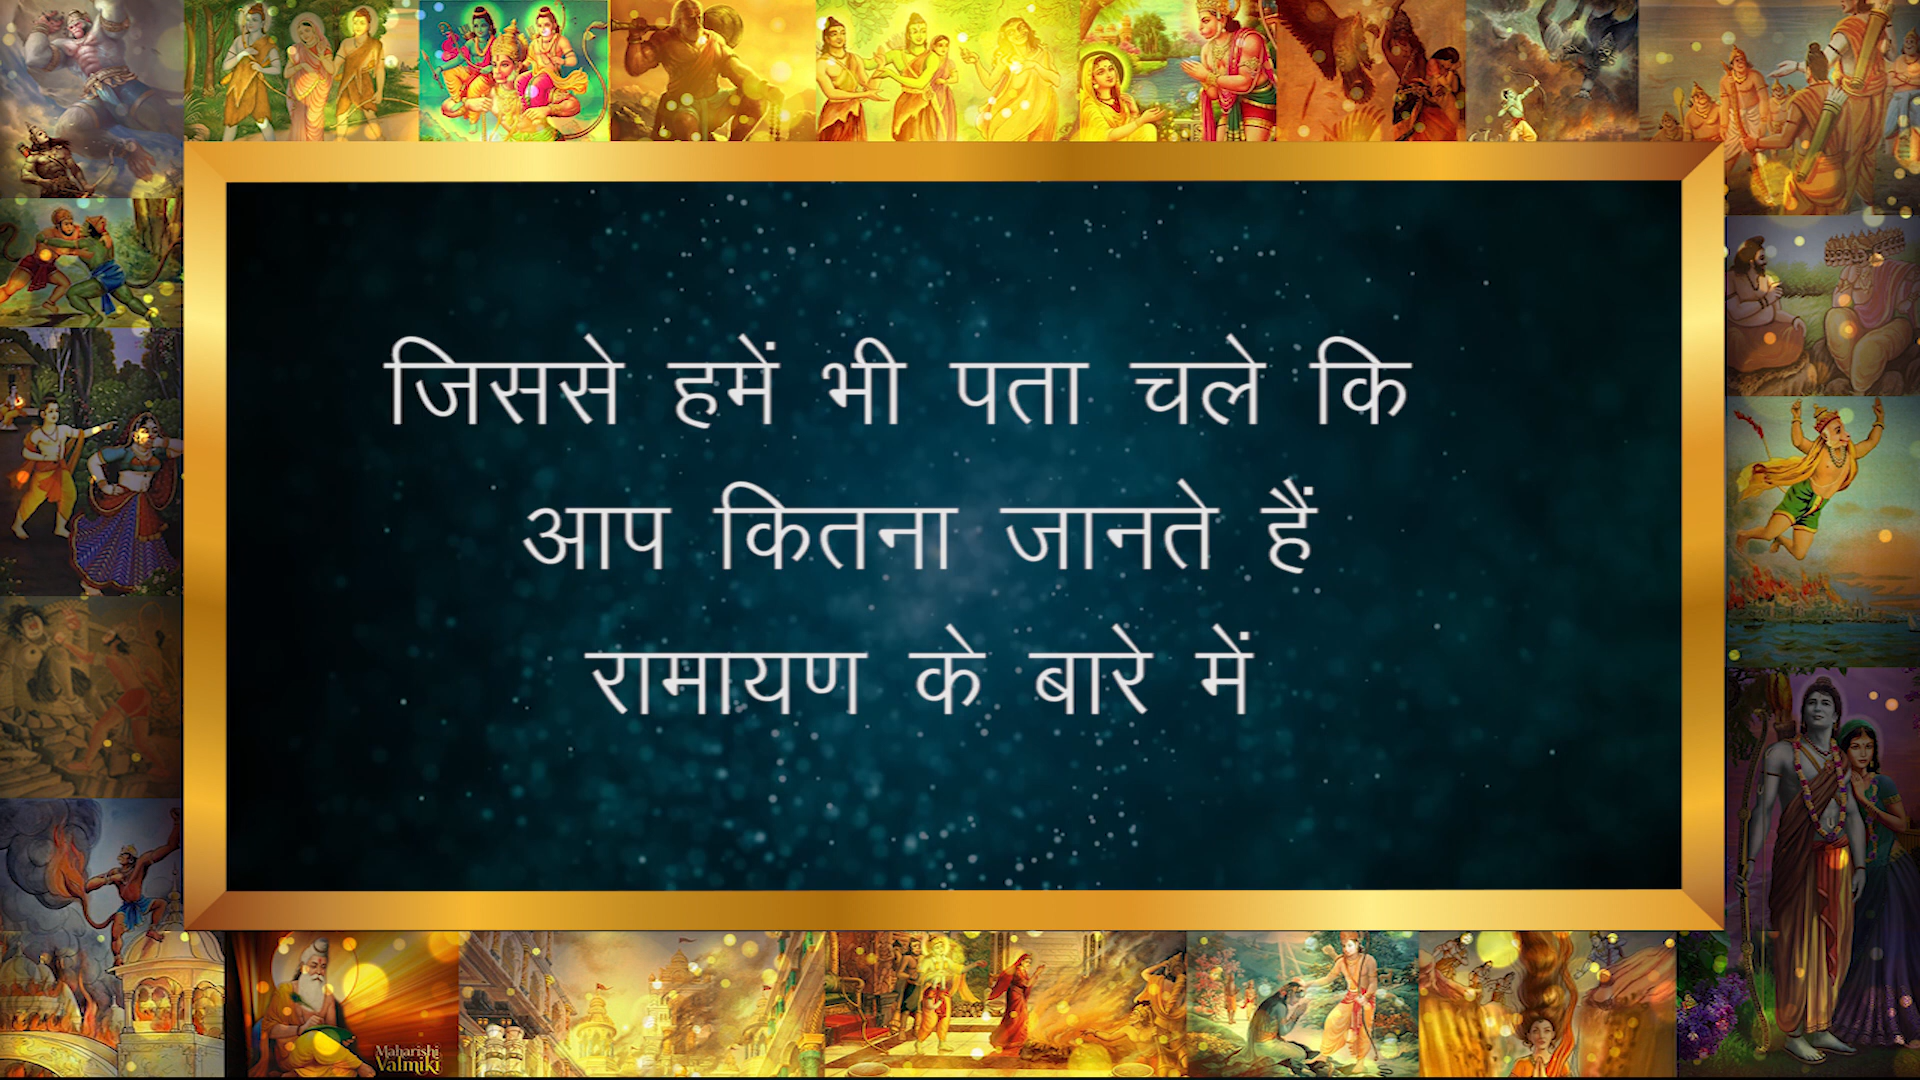 जिससे हमें भी पता चले कि
आप कितना जानते हैं
रामायण के बारे में
Maharishi
Valmiki